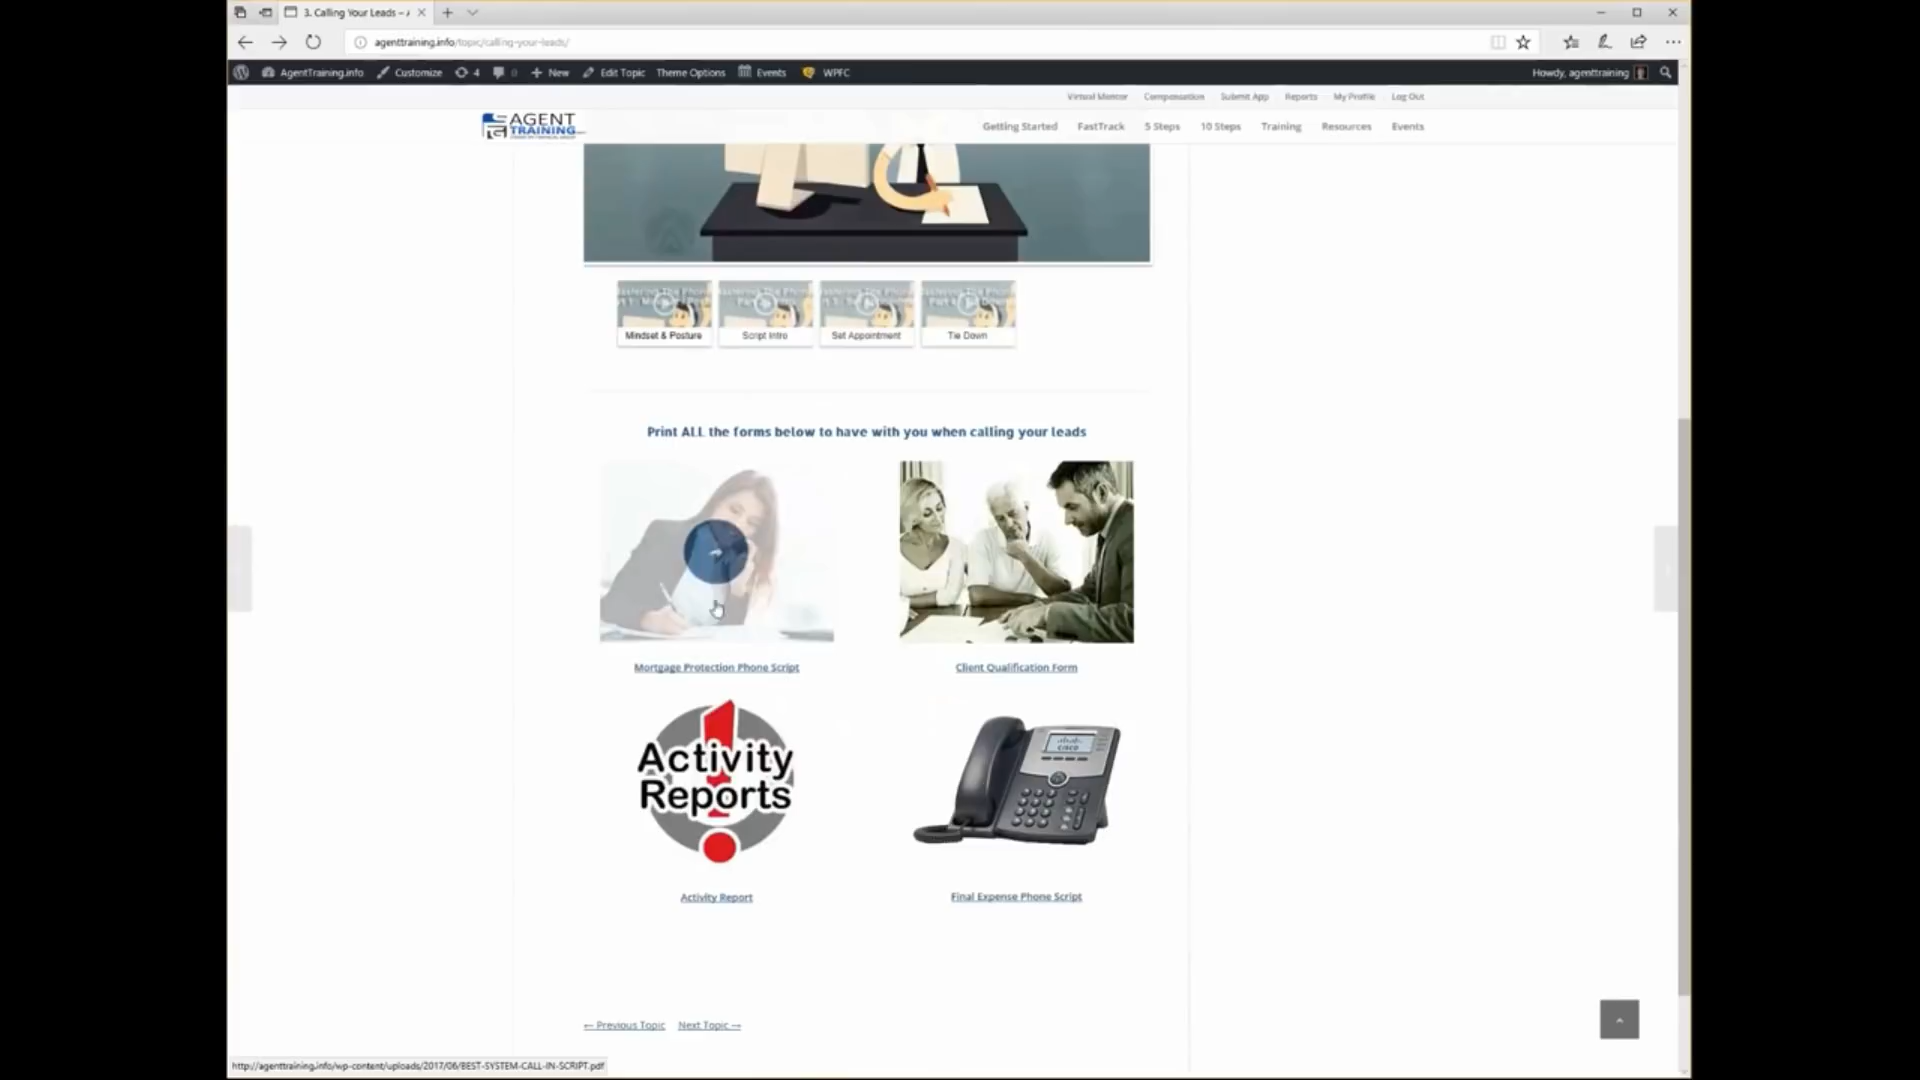 3. Calling Your Leads – A
agenttraining.info/topic/calling-your-leads/
AgentTraining.info Customize 4 0 New Edit Topic Theme Options Events WPFC
Howdy, agenttraining
Virtual Mentor Compensation Submit App Reports My Profile Log Out
AGENT
TRAINING
Getting Started FastTrack 5 Steps 10 Steps Training Resources Events
Mindset & Posture Script Intro Set Appointment Tie Down
Print ALL the forms below to have with you when calling your leads
Mortgage Protection Phone Script
Client Qualification Form
Activity
Reports
CISCO
Activity Report
Final Expense Phone Script
← Previous Topic Next Topic →
http://agenttraining.info/wp-content/uploads/2017/06/BEST-SYSTEM-CALL-IN-SCRIPT.pdf